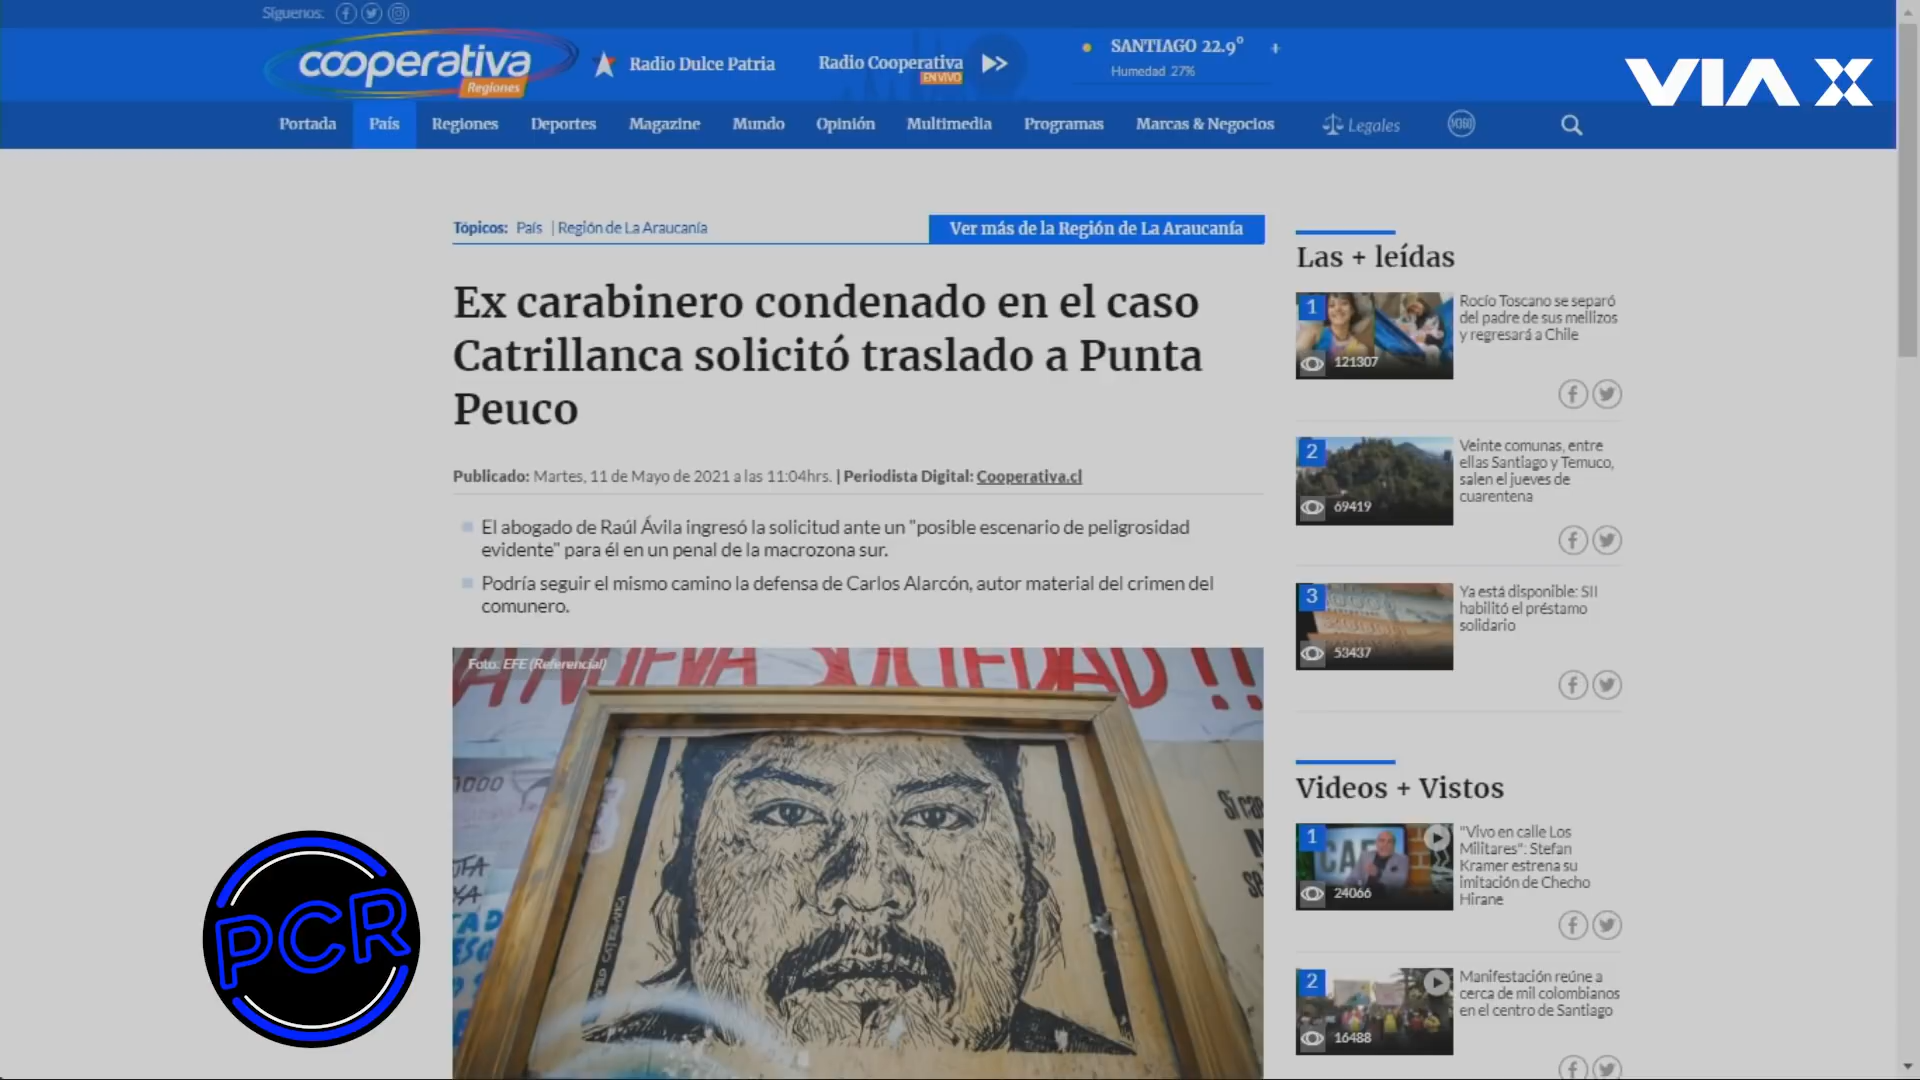 Síguenos:
cooperativa
Regiones
Radio Dulce Patria
Radio Cooperativa
EN VIVO
SANTIAGO 22.9°
+
Humedad 27%
VIA X
Portada
País
Regiones
Deportes
Magazine
Mundo
Opinión
Multimedia
Programas
Marcas & Negocios
Legales
Tópicos: País | Región de La Araucanía
Ver más de la Región de La Araucanía
Ex carabinero condenado en el caso
Catrillanca solicitó traslado a Punta
Peuco
Publicado: Martes, 11 de Mayo de 2021 a las 11:04hrs. | Periodista Digital: Cooperativa.cl
El abogado de Raúl Ávila ingresó la solicitud ante un "posible escenario de peligrosidad
evidente" para él en un penal de la macrozona sur.
Podría seguir el mismo camino la defensa de Carlos Alarcón, autor material del crimen del
comunero.
Foto: EFE (Referencial)
A NUEVA SOCIEDAD !!
PCR
Las + leídas
1
121307
Rocío Toscano se separó
del padre de sus mellizos
y regresará a Chile
2
69419
Veinte comunas, entre
ellas Santiago y Temuco,
salen el jueves de
cuarentena
3
53437
Ya está disponible: SII
habilitó el préstamo
solidario
Videos + Vistos
1
24066
"Vivo en calle Los
Militares": Stefan
Kramer estrena su
imitación de Checho
Hirane
2
16488
Manifestación reúne a
cerca de mil colombianos
en el centro de Santiago